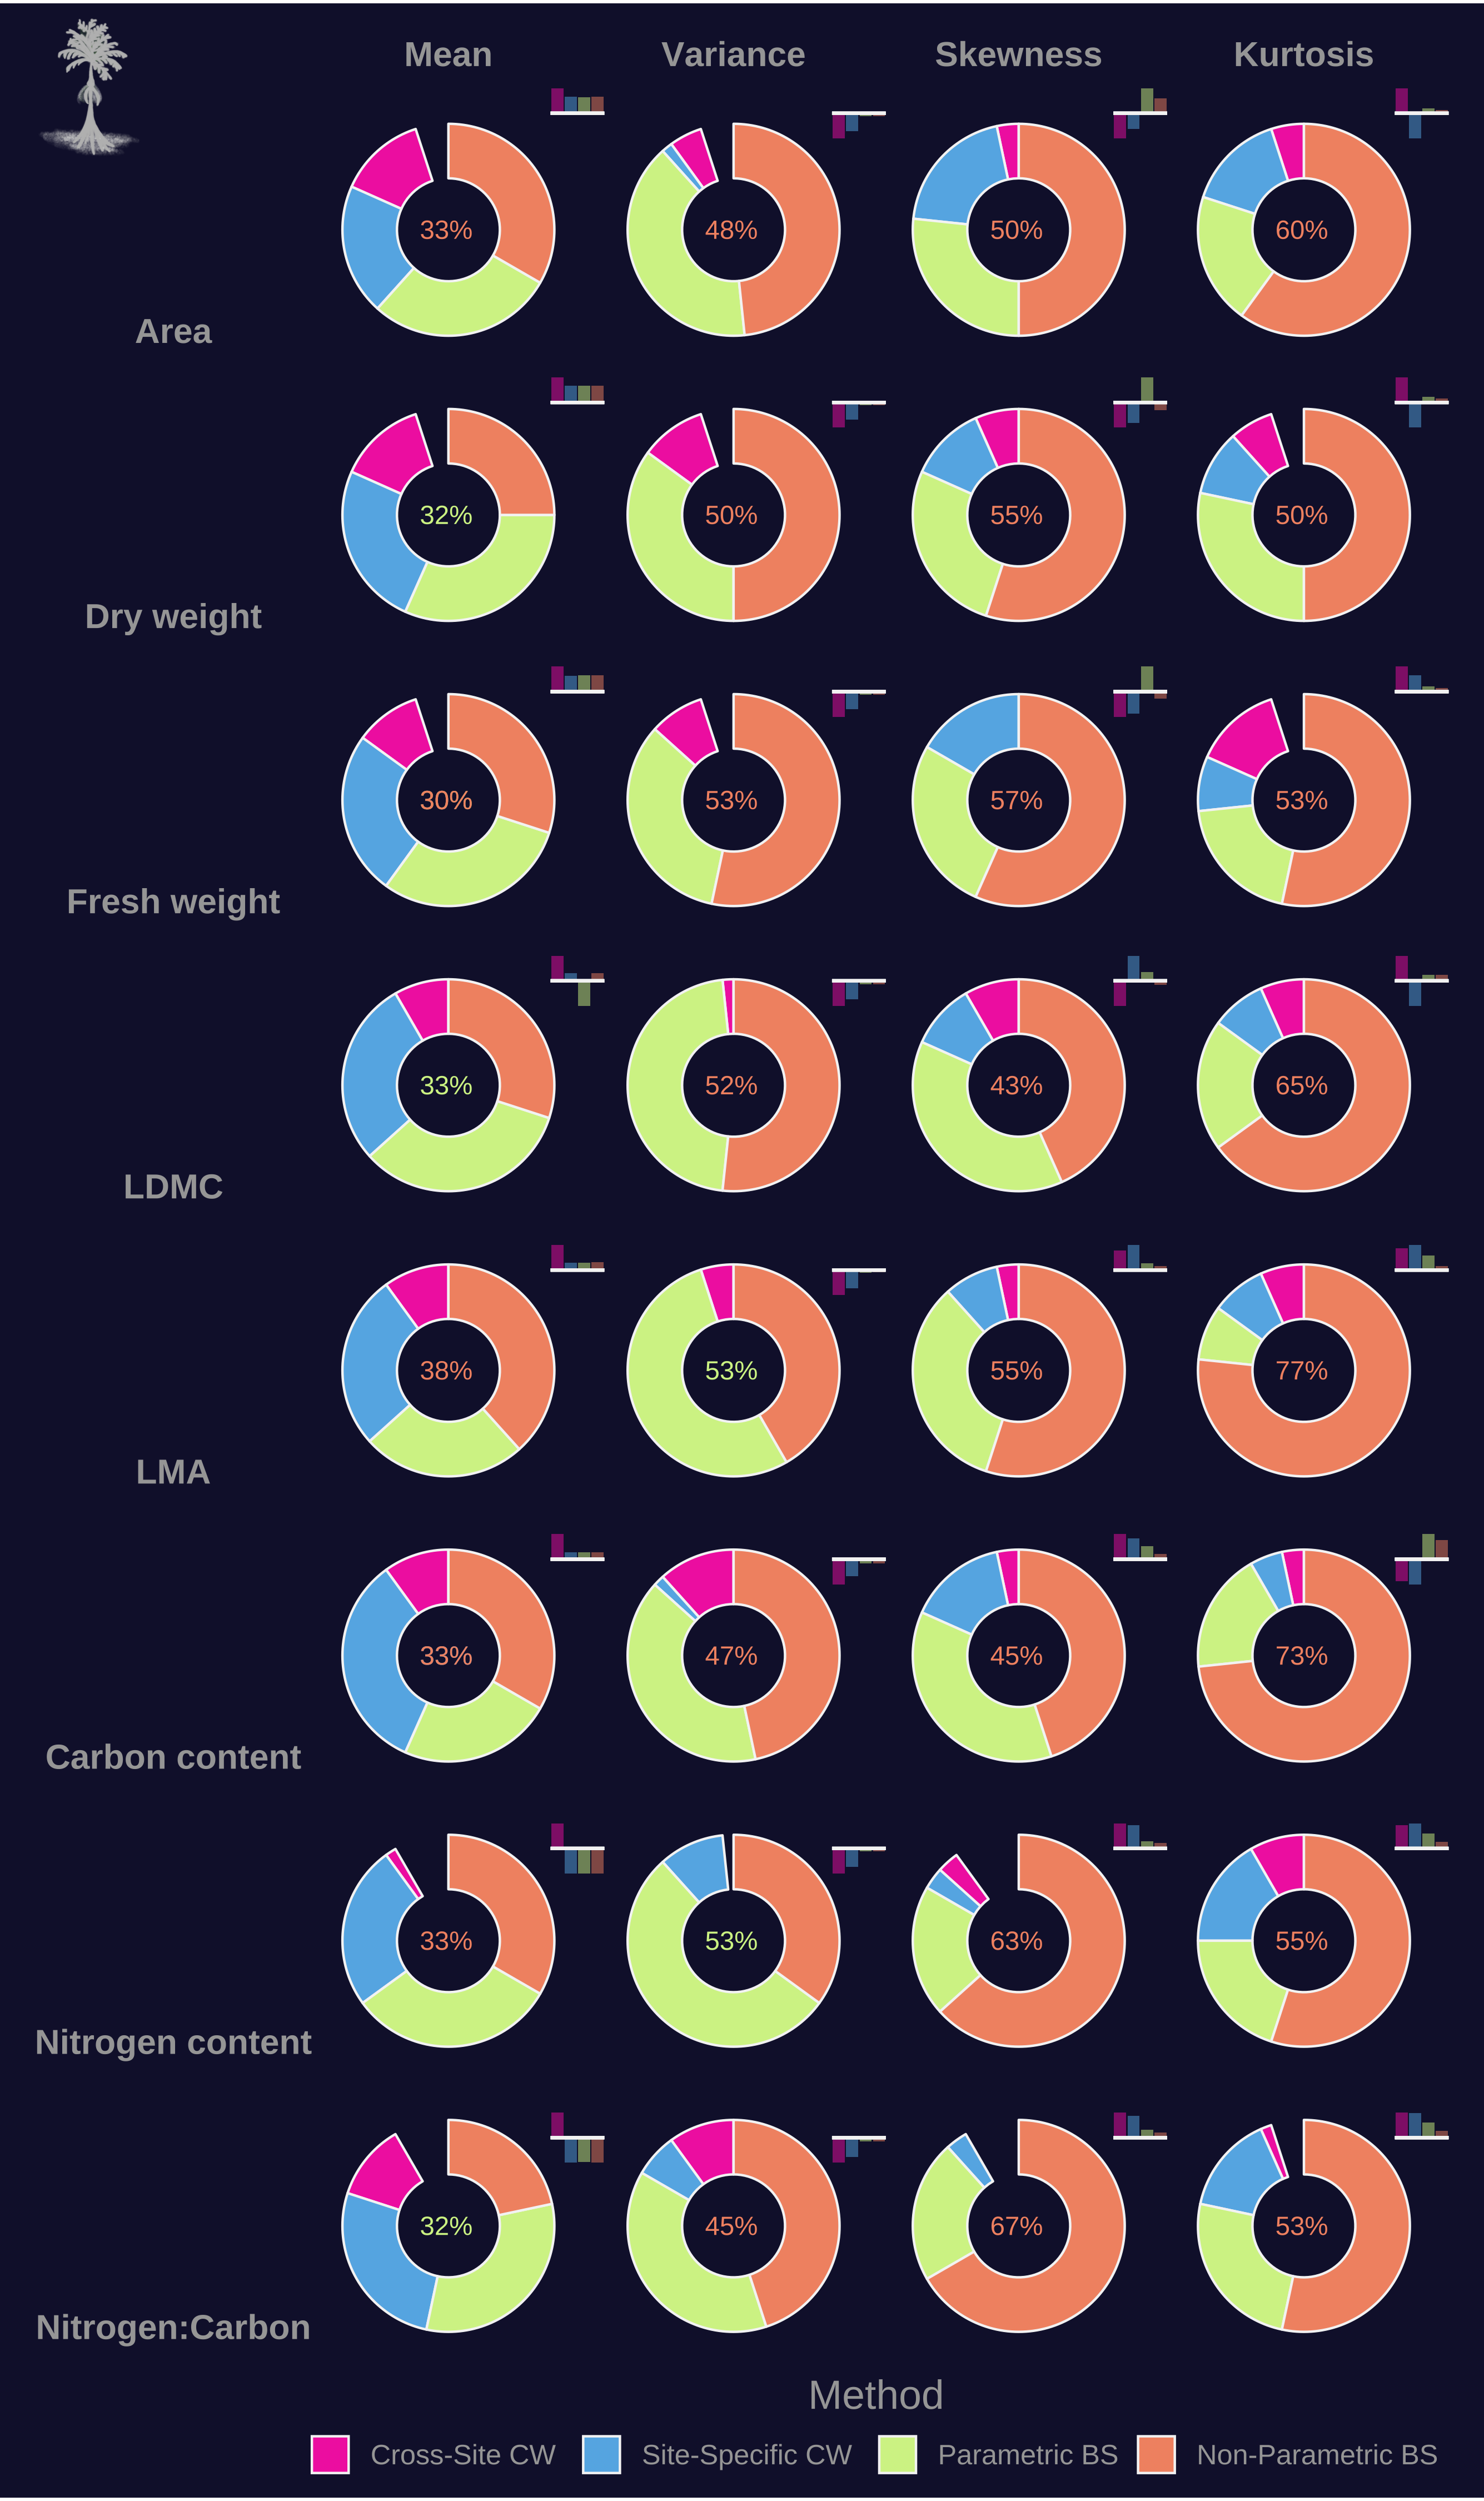 Mean Variance Skewness Kurtosis
33% 48% 50% 60%
Area
32% 50% 55% 50%
Dry weight
30% 53% 57% 53%
Fresh weight
33% 52% 43% 65%
LDMC
38% 53% 55% 77%
LMA
33% 47% 45% 73%
Carbon content
33% 53% 63% 55%
Nitrogen content
32% 45% 67% 53%
Nitrogen:Carbon
Method
Cross-Site CW Site-Specific CW Parametric BS Non-Parametric BS